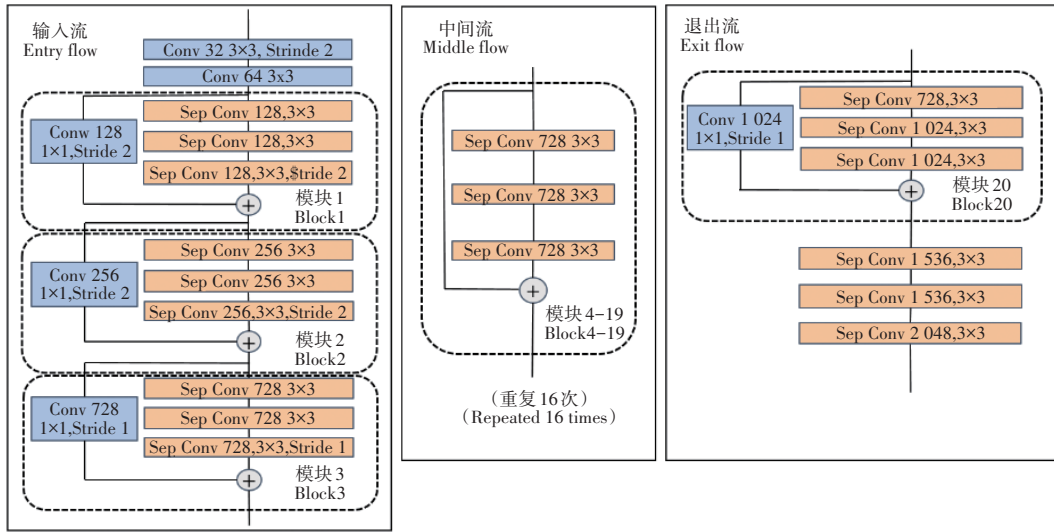 输入流
Entry flow
Conv 32 3×3, Strinde 2
Conv 64 3x3
Conw 128
1×1,Stride 2
Sep Conv 128,3×3
Sep Conv 128,3×3
Sep Conv 128,3×3,$tride 2
模块1
Block1
Conv 256
1×1,Stride 2
Sep Conv 256 3×3
Sep Conv 256 3×3
Sep Conv 256,3×3,Stride 2
模块2
Block2
Conv 728
1×1,Stride 1
Sep Conv 728 3×3
Sep Conv 728 3×3
Sep Conv 728,3×3,Stride 1
模块3
Block3
中间流
Middle flow
Sep Conv 728 3×3
Sep Conv 728 3×3
Sep Conv 728 3×3
模块4-19
Block4-19
(重复16次)
(Repeated 16 times)
退出流
Exit flow
Conv 1 024
1×1,Stride 1
Sep Conv 728,3×3
Sep Conv 1 024,3×3
Sep Conv 1 024,3×3
模块20
Block20
Sep Conv 1 536,3×3
Sep Conv 1 536,3×3
Sep Conv 2 048,3×3